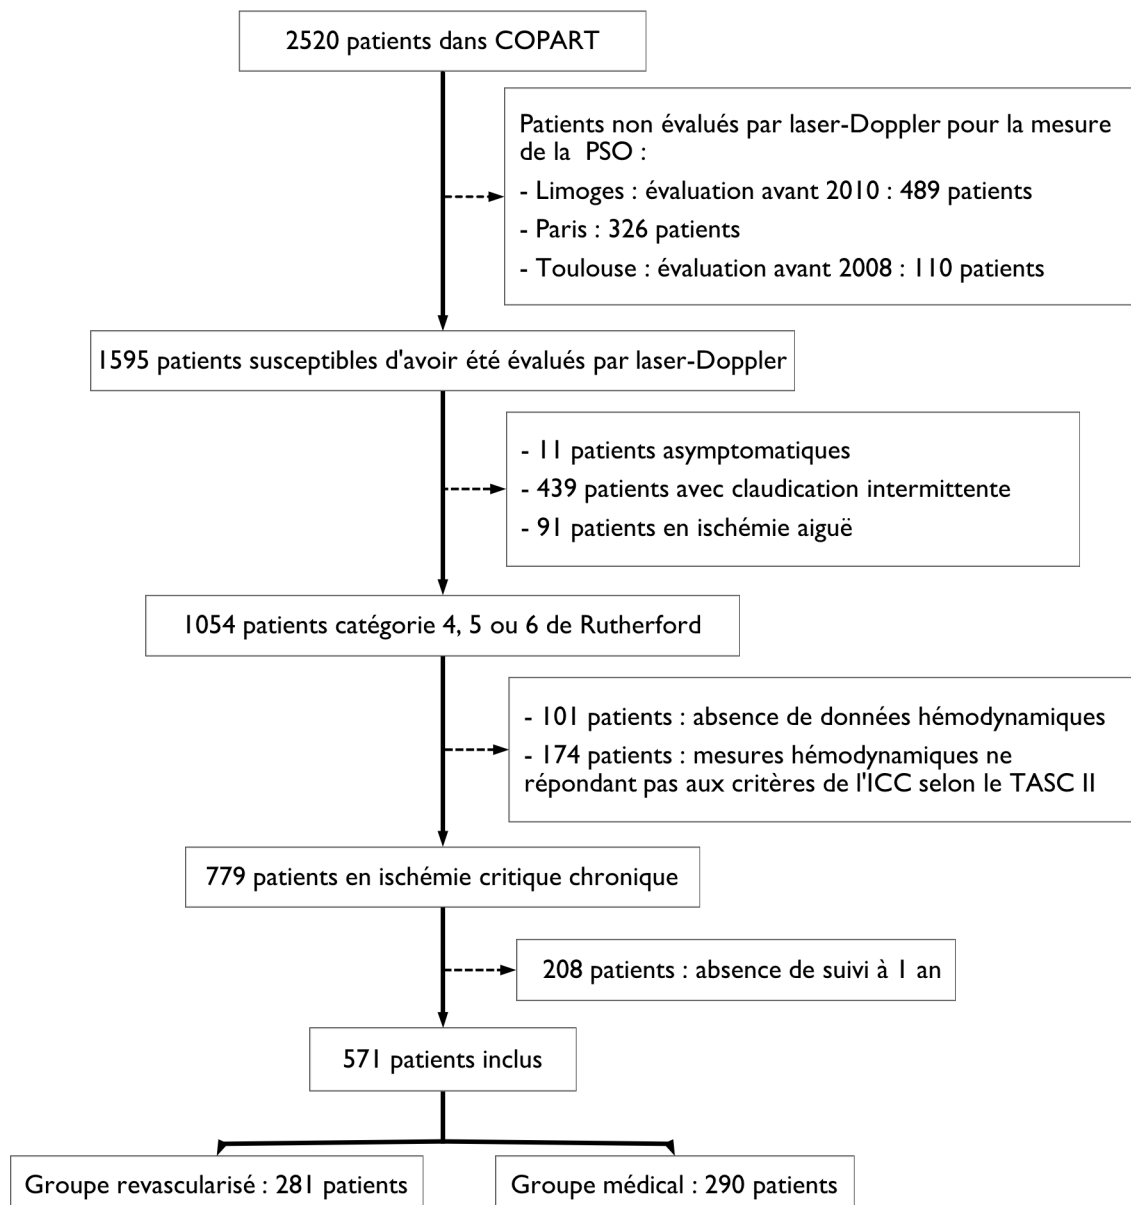 2520 patients dans COPART
Patients non évalués par laser-Doppler pour la mesure
de la PSO :
- Limoges : évaluation avant 2010 : 489 patients
- Paris : 326 patients
- Toulouse : évaluation avant 2008 : 110 patients
1595 patients susceptibles d'avoir été évalués par laser-Doppler
- 11 patients asymptomatiques
- 439 patients avec claudication intermittente
- 91 patients en ischémie aiguë
1054 patients catégorie 4, 5 ou 6 de Rutherford
- 101 patients : absence de données hémodynamiques
- 174 patients : mesures hémodynamiques ne
répondant pas aux critères de l'ICC selon le TASC II
779 patients en ischémie critique chronique
208 patients : absence de suivi à 1 an
571 patients inclus
Groupe revascularisé : 281 patients
Groupe médical : 290 patients